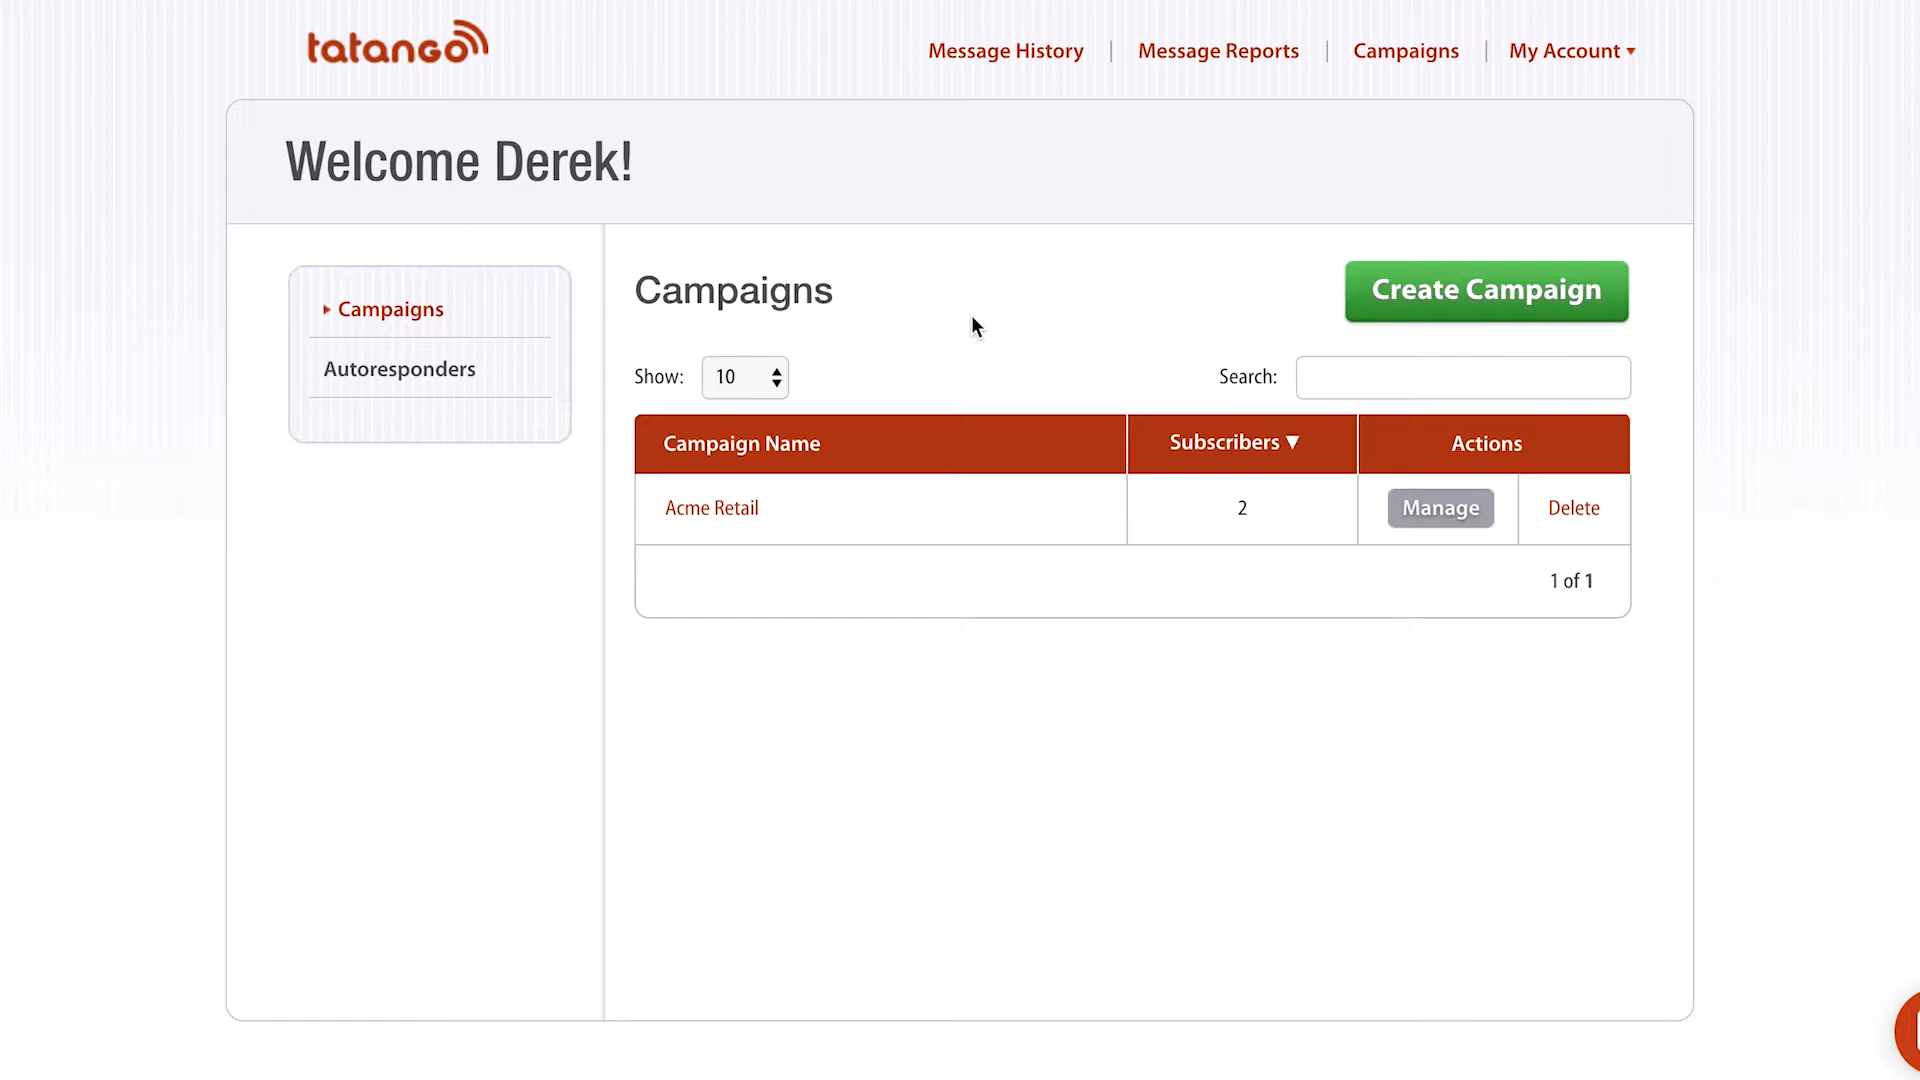 tatango
Message History
Message Reports
Campaigns
My Account
Welcome Derek!
Campaigns
Autoresponders
Campaigns
Create Campaign
Show: 10
Search:
Campaign Name
Subscribers ▼
Actions
Acme Retail
2
Manage
Delete
1 of 1